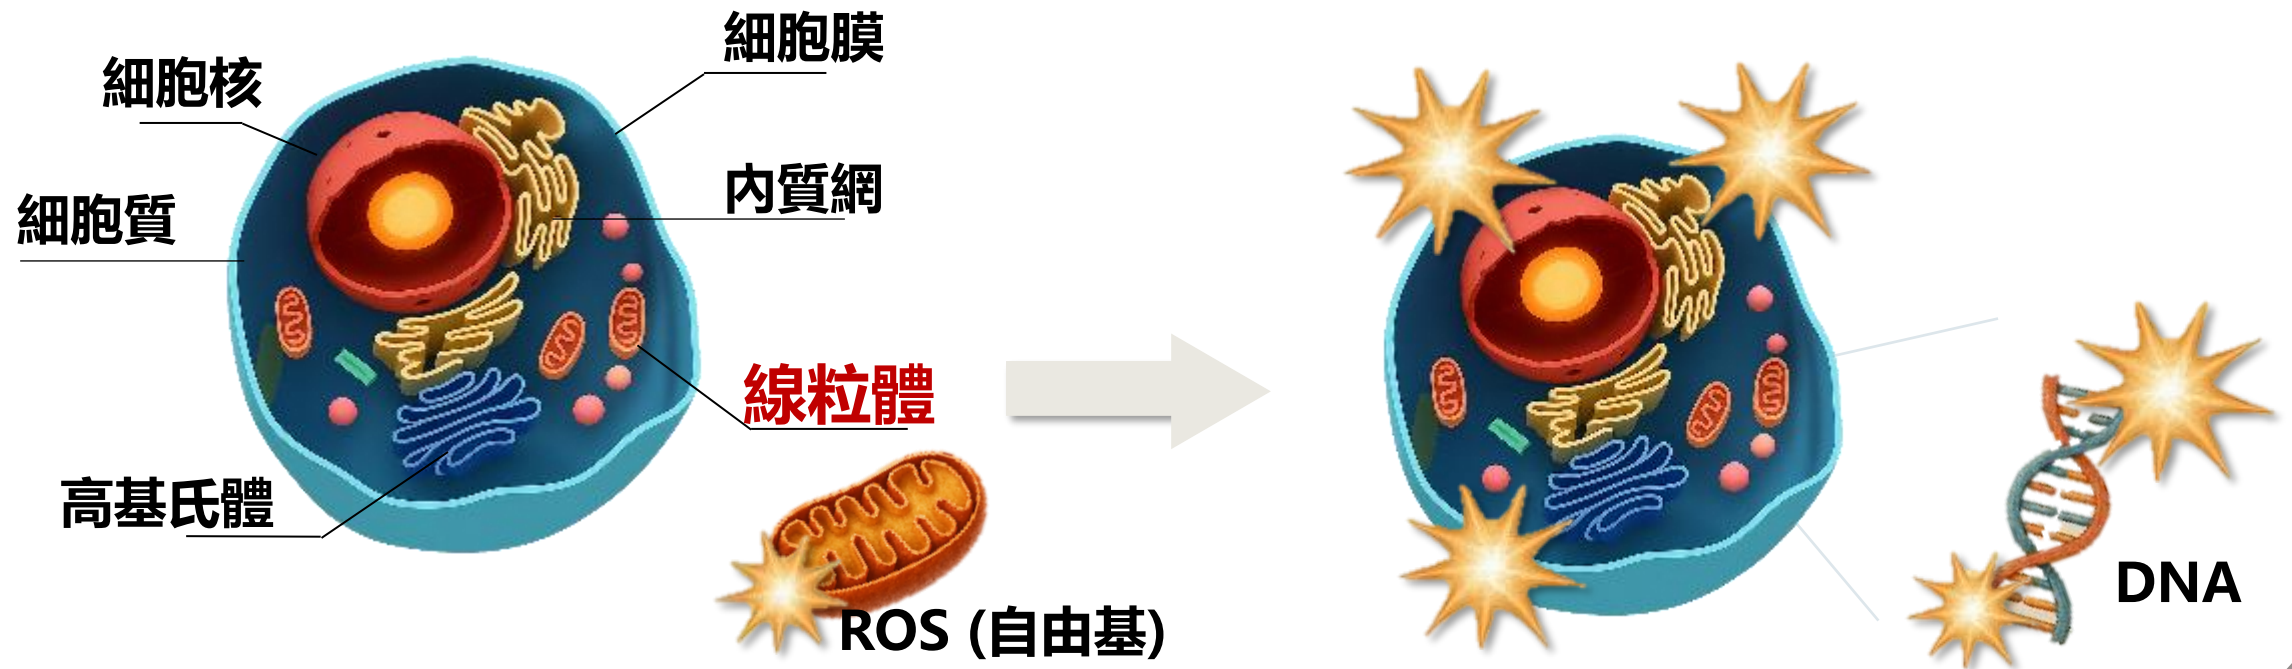 細胞膜
細胞核
內質網
細胞質
線粒體
高基氏體
ROS (自由基)
DNA